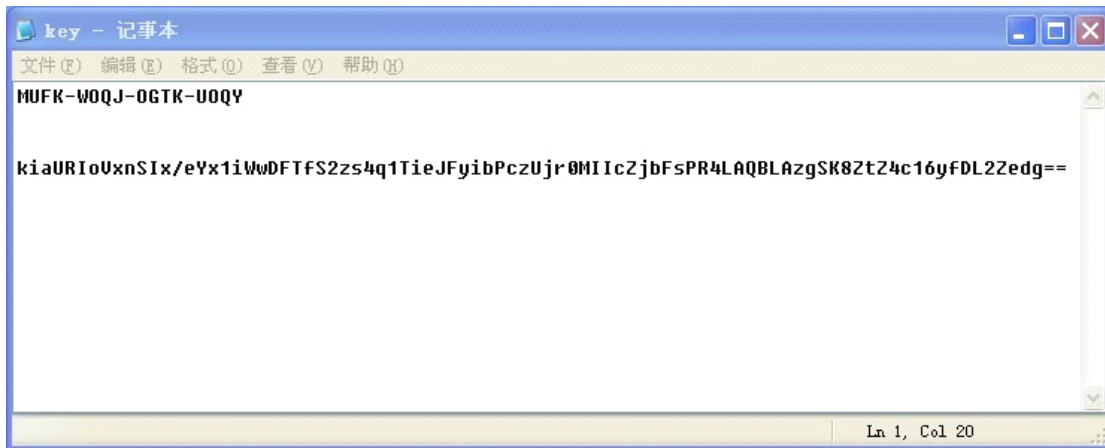 key - 记事本
文件(F) 编辑(E) 格式(O) 查看(V) 帮助(H)
MUFK-WOQJ-OGTK-UOQY
kiaURIoVxnSIx/eYx1iWwDFTfS2zs4q1TieJFyibPczUjr0MIIcZjbFsPR4LAQBLAzgSK8ZtZ4c16yfDL2Zedg==
Ln 1, Col 20